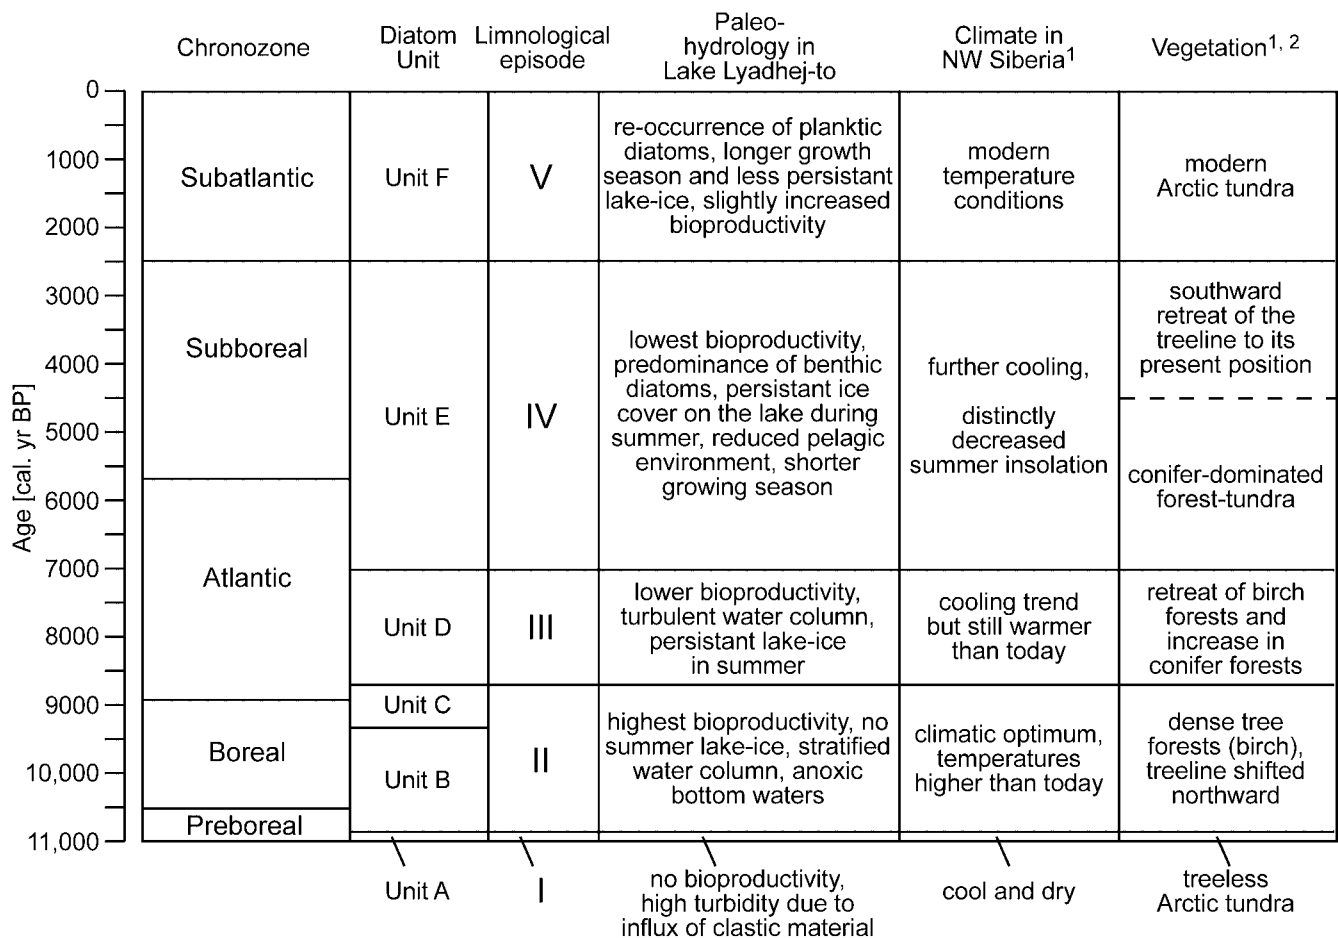 Chronozone
Diatom
Unit
Limnological
episode
Paleo-
hydrology in
Lake Lyadhej-to
Climate in
NW Siberia1
Vegetation1, 2
Age [cal. yr BP]
0
1000
2000
3000
4000
5000
6000
7000
8000
9000
10,000
11,000
Subatlantic
Subboreal
Atlantic
Boreal
Preboreal
Unit F
Unit E
Unit D
Unit C
Unit B
Unit A
V
IV
III
II
I
re-occurrence of planktic
diatoms, longer growth
season and less persistant
lake-ice, slightly increased
bioproductivity
lowest bioproductivity,
predominance of benthic
diatoms, persistant ice
cover on the lake during
summer, reduced pelagic
environment, shorter
growing season
lower bioproductivity,
turbulent water column,
persistant lake-ice
in summer
highest bioproductivity, no
summer lake-ice, stratified
water column, anoxic
bottom waters
no bioproductivity,
high turbidity due to
influx of clastic material
modern
temperature
conditions
further cooling,
distinctly
decreased
summer insolation
cooling trend
but still warmer
than today
climatic optimum,
temperatures
higher than today
cool and dry
modern
Arctic tundra
southward
retreat of the
treeline to its
present position
conifer-dominated
forest-tundra
retreat of birch
forests and
increase in
conifer forests
dense tree
forests (birch),
treeline shifted
northward
treeless
Arctic tundra